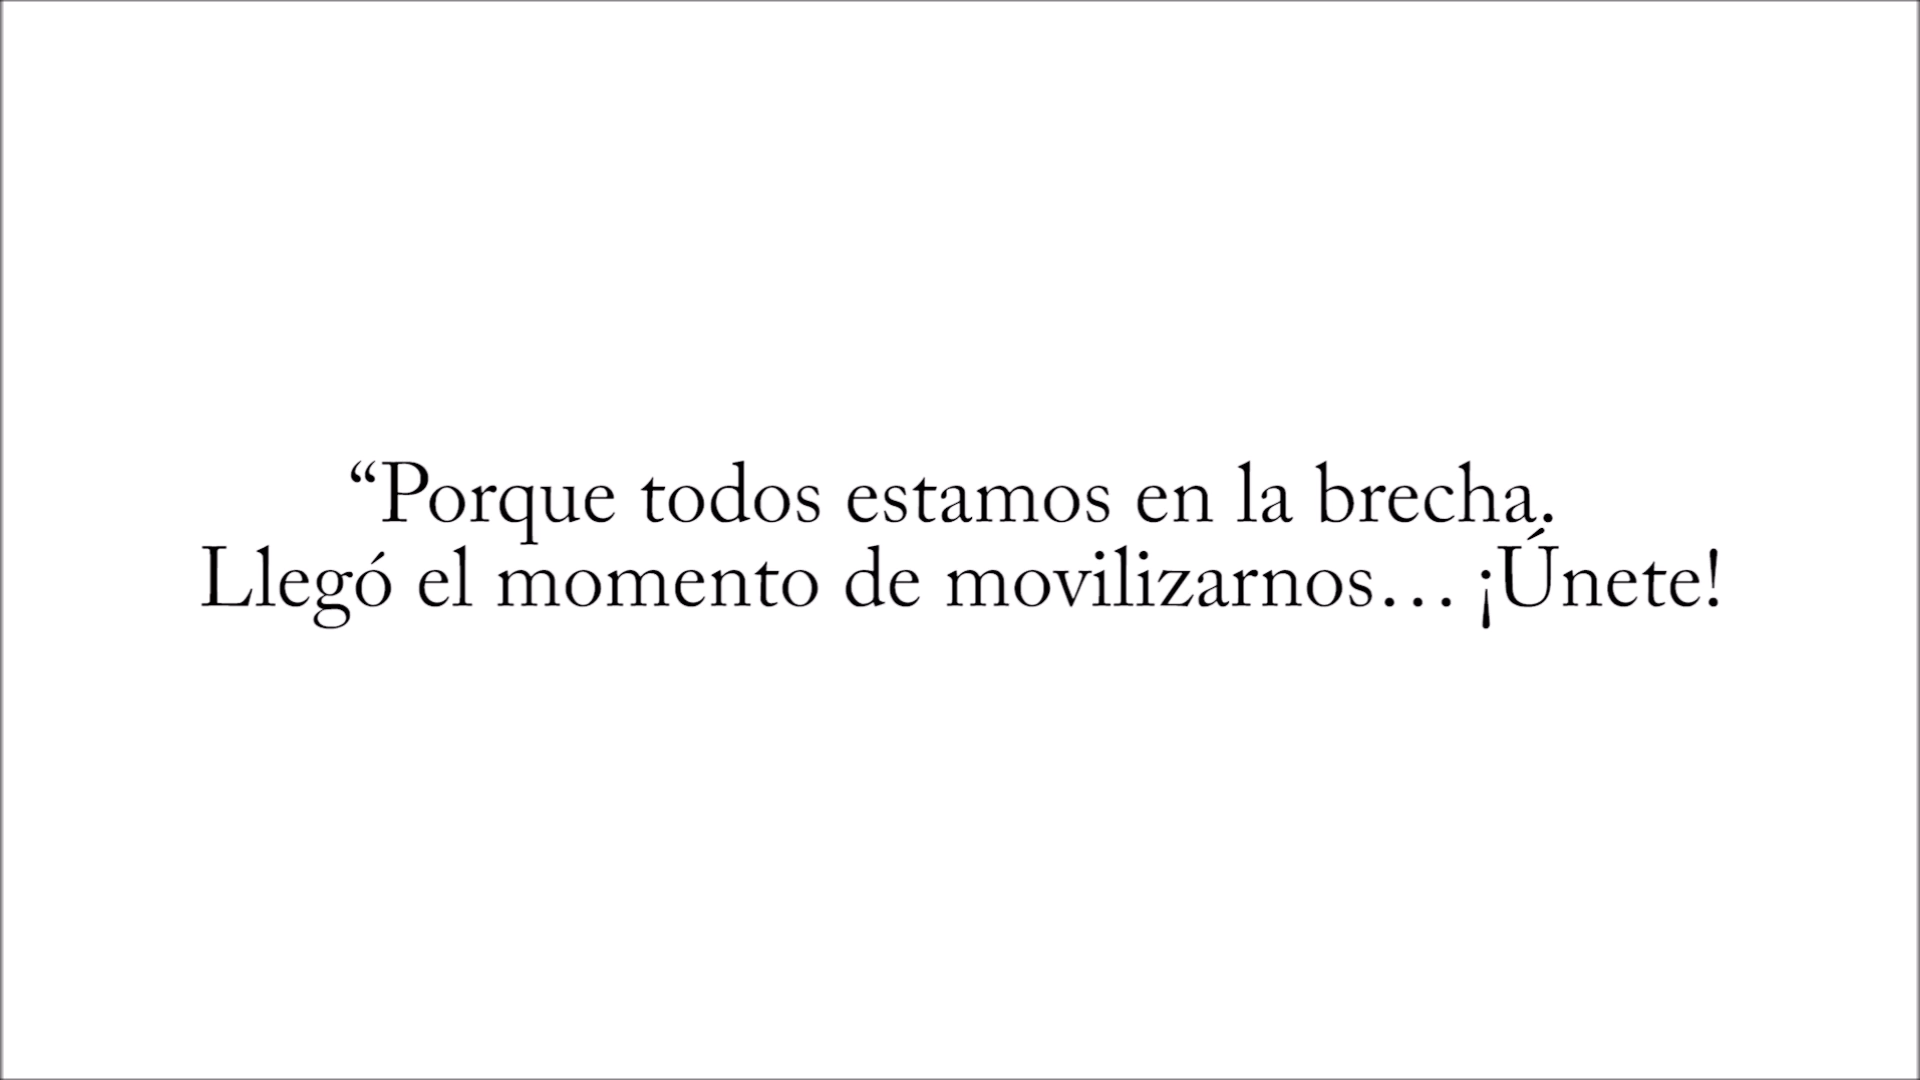 “Porque todos estamos en la brecha.
Llegó el momento de movilizarnos… ¡Únete!